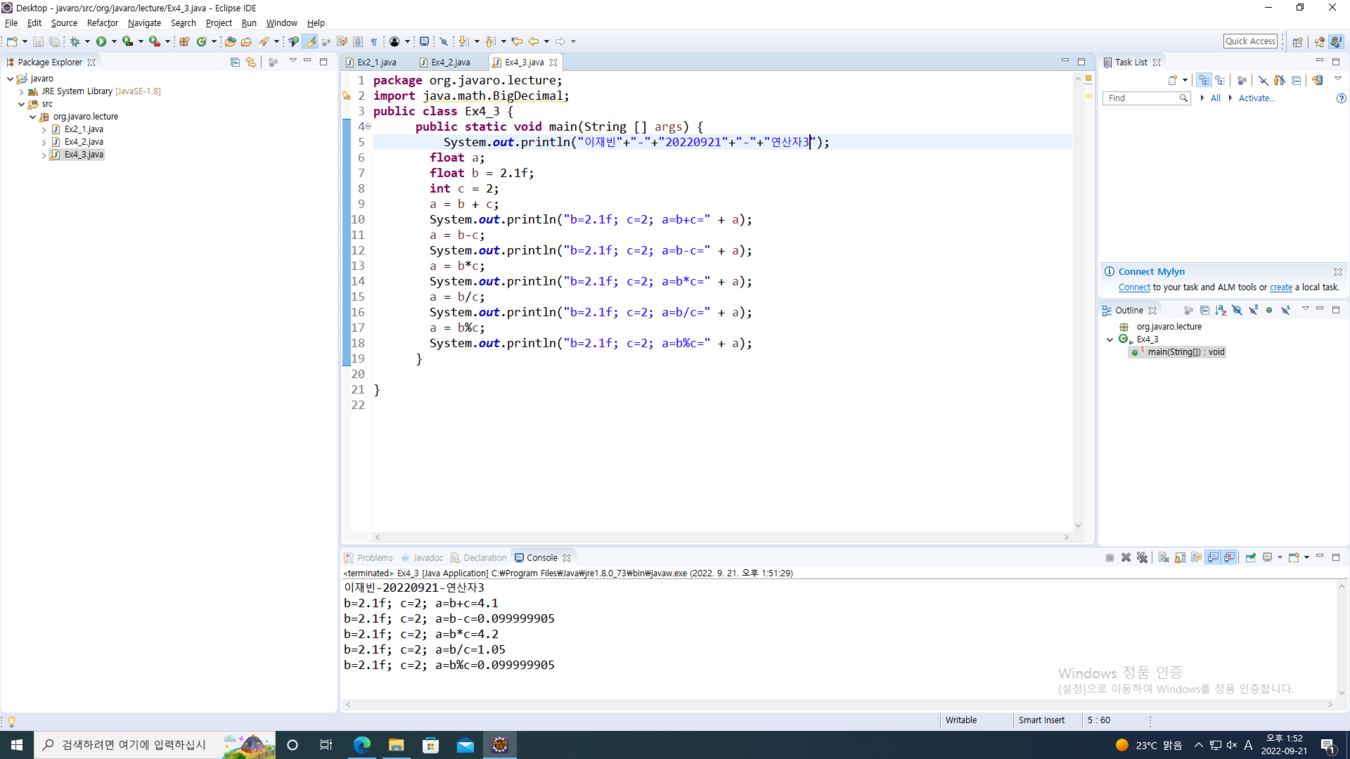 Desktop - javaro/src/org/javaro/lecture/Ex4_3.java - Eclipse IDE
File Edit Source Refactor Navigate Search Project Run Window Help
Quick Access
Package Explorer
javaro
JRE System Library [JavaSE-1.8]
src
org.javaro.lecture
Ex2_1.java
Ex4_2.java
Ex4_3.java
Ex2_1.java Ex4_2.java Ex4_3.java
1 package org.javaro.lecture;
2 import java.math.BigDecimal;
3 public class Ex4_3 {
4 public static void main(String [] args) {
5 System.out.println("이재빈"+"-"+"20220921"+"-"+"연산자3");
6 float a;
7 float b = 2.1f;
8 int c = 2;
9 a = b + c;
10 System.out.println("b=2.1f; c=2; a=b+c=" + a);
11 a = b-c;
12 System.out.println("b=2.1f; c=2; a=b-c=" + a);
13 a = b*c;
14 System.out.println("b=2.1f; c=2; a=b*c=" + a);
15 a = b/c;
16 System.out.println("b=2.1f; c=2; a=b/c=" + a);
17 a = b%c;
18 System.out.println("b=2.1f; c=2; a=b%c=" + a);
19 }
20
21 }
22
Task List
Find All Activate...
Connect Mylyn
Connect to your task and ALM tools or create a local task.
Outline
org.javaro.lecture
Ex4_3
main(String[]) : void
Problems Javadoc Declaration Console
<terminated> Ex4_3 [Java Application] C:₩Program Files₩Java₩jre1.8.0_73₩bin₩javaw.exe (2022. 9. 21. 오후 1:51:29)
이재빈-20220921-연산자3
b=2.1f; c=2; a=b+c=4.1
b=2.1f; c=2; a=b-c=0.099999905
b=2.1f; c=2; a=b*c=4.2
b=2.1f; c=2; a=b/c=1.05
b=2.1f; c=2; a=b%c=0.099999905
Windows 정품 인증
[설정]으로 이동하여 Windows를 정품 인증합니다.
Writable Smart Insert 5 : 60
검색하려면 여기에 입력하십시
23°C 맑음 A 오후 1:52
2022-09-21
1